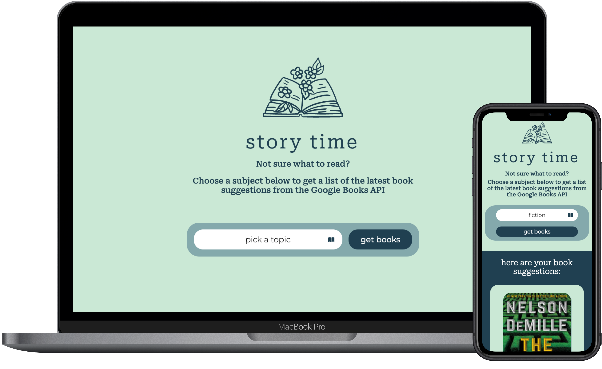 story time
Not sure what to read?
Choose a subject below to get a list of the latest book
suggestions from the Google Books API
pick a topic
get books
MacBook Pro
story time
Not sure what to read?
Choose a subject below to get a list
of the latest book suggestions from
the Google Books API
fiction
get books
here are your book
suggestions:
NELSON
DEMILLE
THE